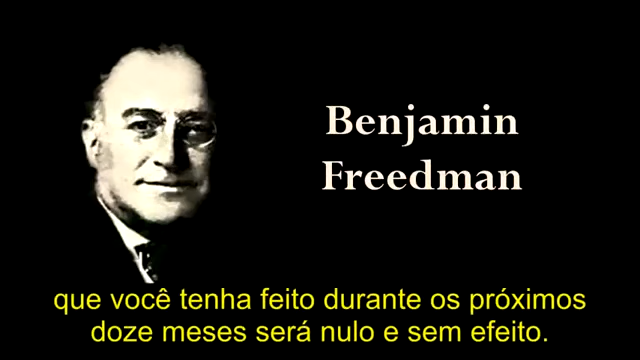 Benjamin
Freedman
que você tenha feito durante os próximos
doze meses será nulo e sem efeito.